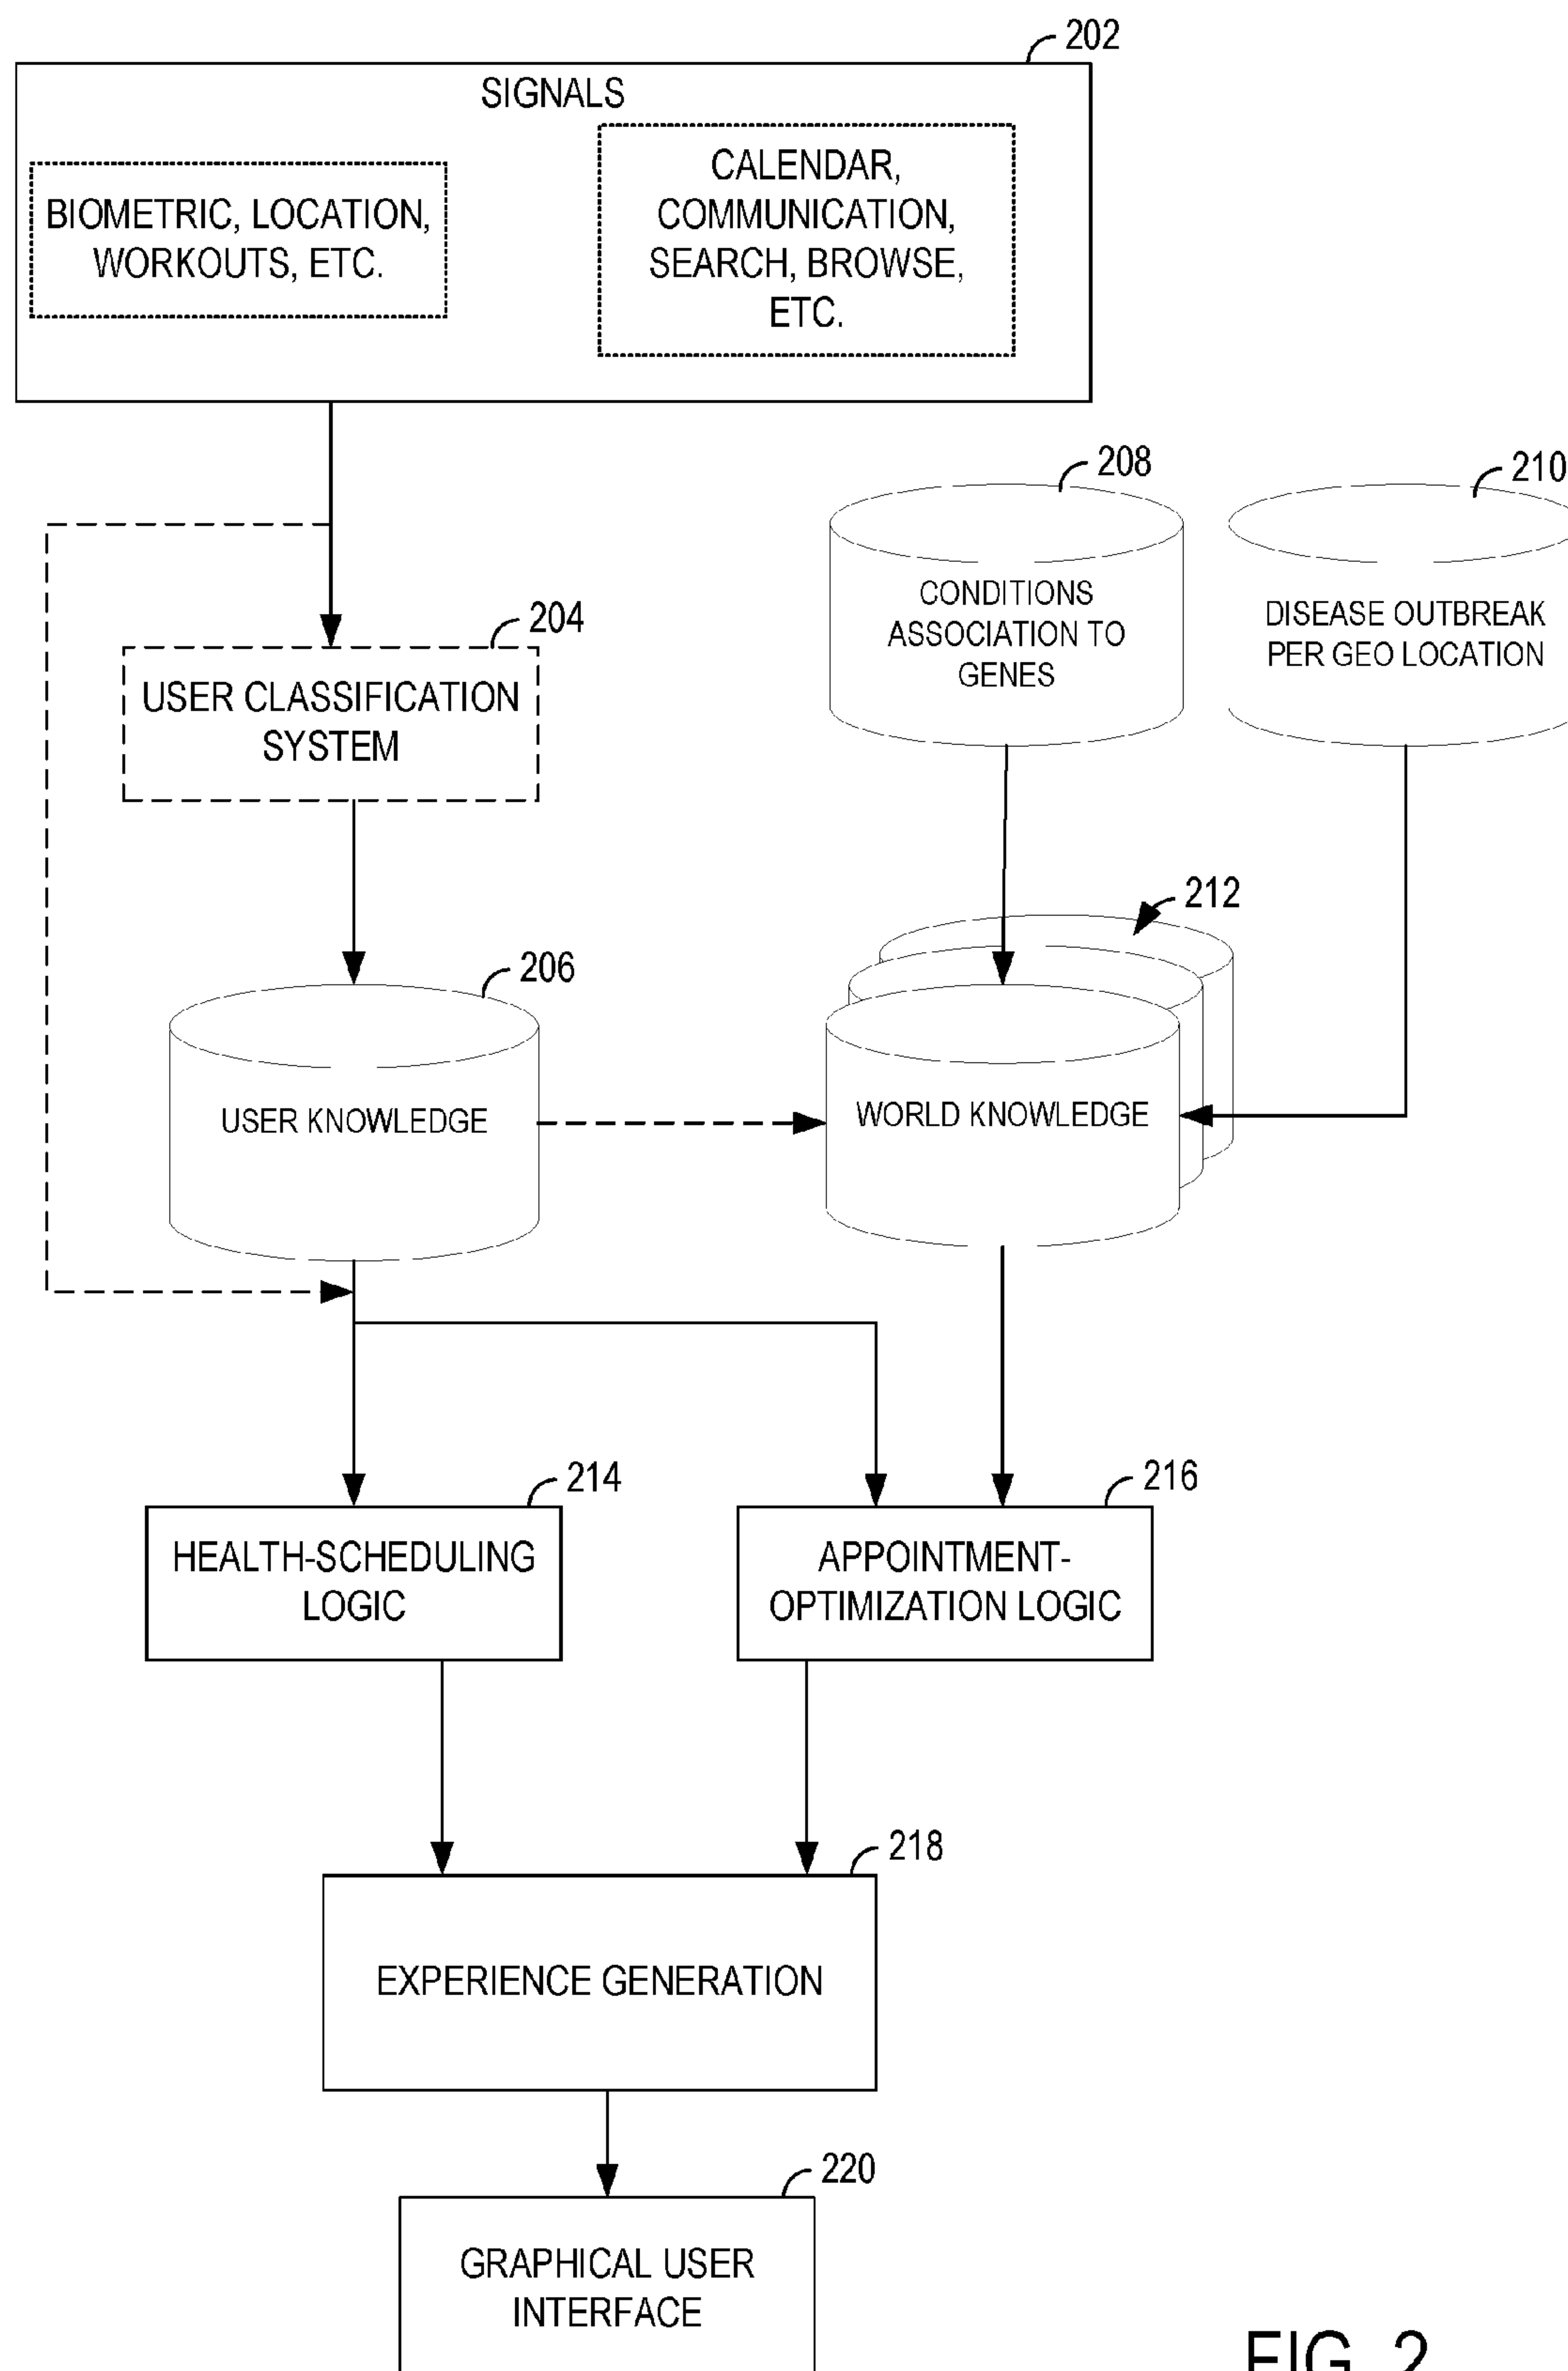 202
SIGNALS
BIOMETRIC, LOCATION,
WORKOUTS, ETC.
CALENDAR,
COMMUNICATION,
SEARCH, BROWSE,
ETC.
208
210
CONDITIONS
ASSOCIATION TO
GENES
DISEASE OUTBREAK
PER GEO LOCATION
204
USER CLASSIFICATION
SYSTEM
212
206
USER KNOWLEDGE
WORLD KNOWLEDGE
214
216
HEALTH-SCHEDULING
LOGIC
APPOINTMENT-
OPTIMIZATION LOGIC
218
EXPERIENCE GENERATION
220
GRAPHICAL USER
INTERFACE
FIG. 2